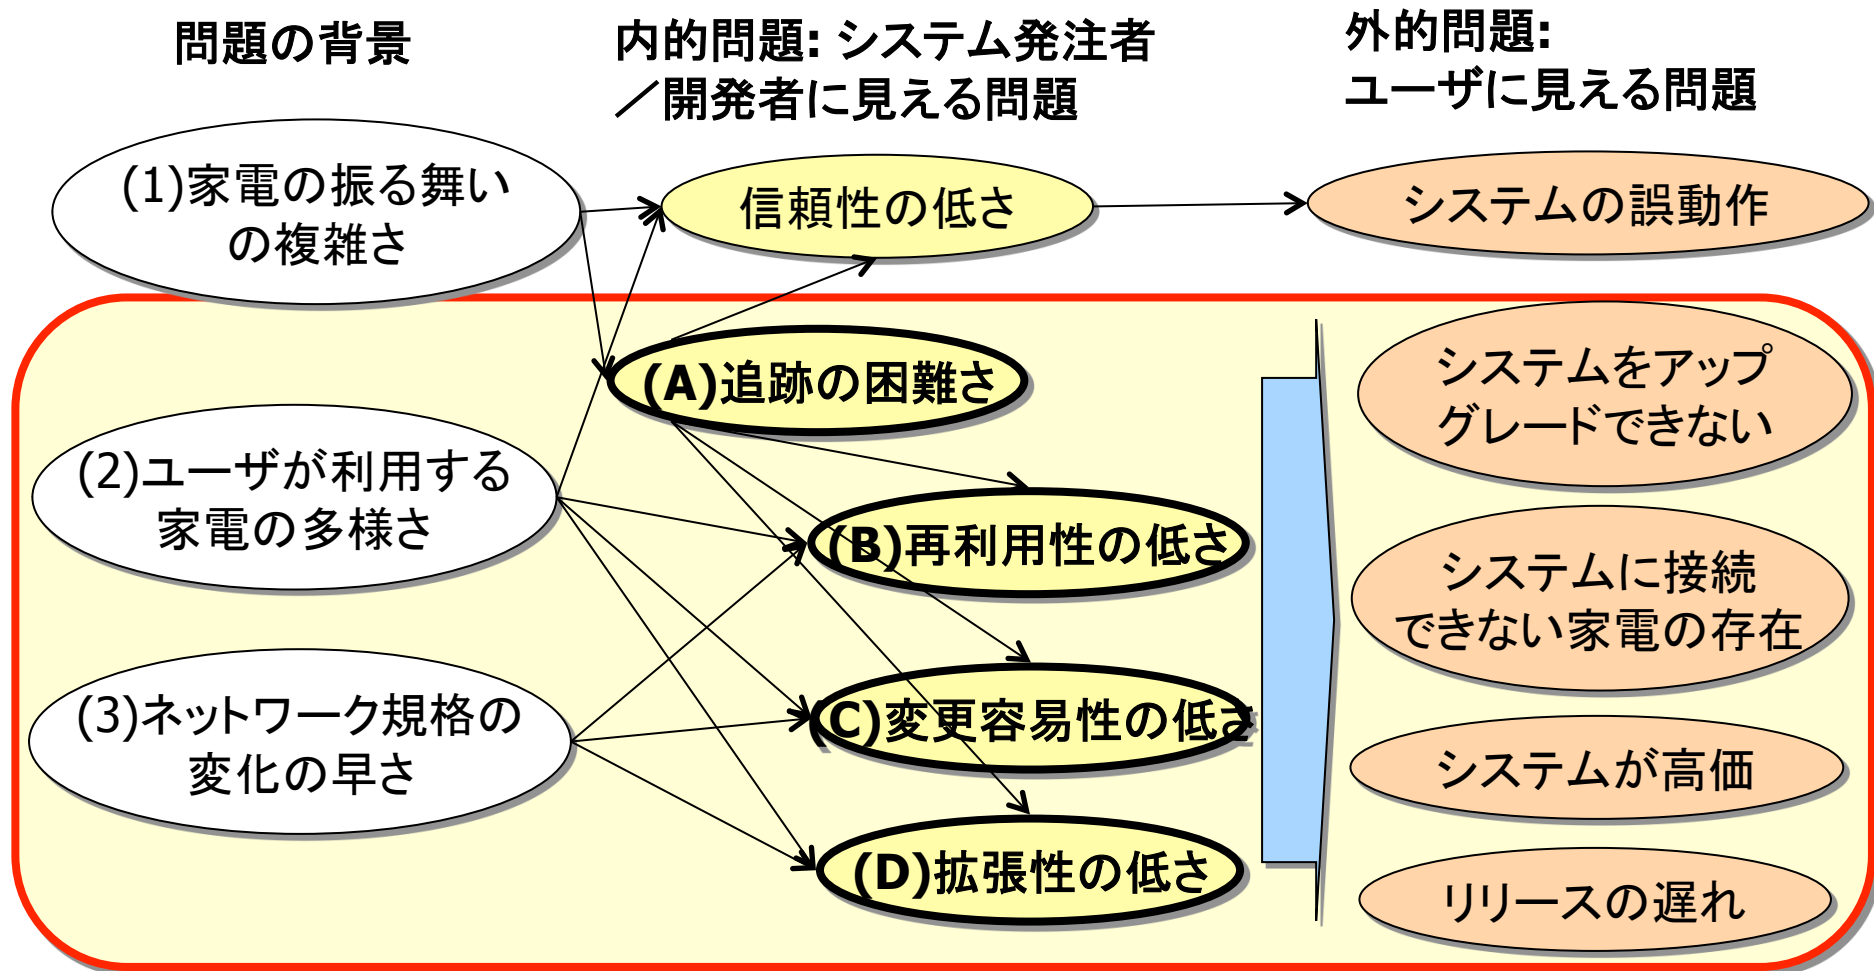 問題の背景
内的問題: システム発注者
／開発者に見える問題
外的問題:
ユーザに見える問題
(1)家電の振る舞い
の複雑さ
信頼性の低さ
システムの誤動作
(A)追跡の困難さ
システムをアップ
グレードできない
(2)ユーザが利用する
家電の多様さ
(B)再利用性の低さ
システムに接続
できない家電の存在
(3)ネットワーク規格の
変化の早さ
(C)変更容易性の低さ
システムが高価
(D)拡張性の低さ
リリースの遅れ